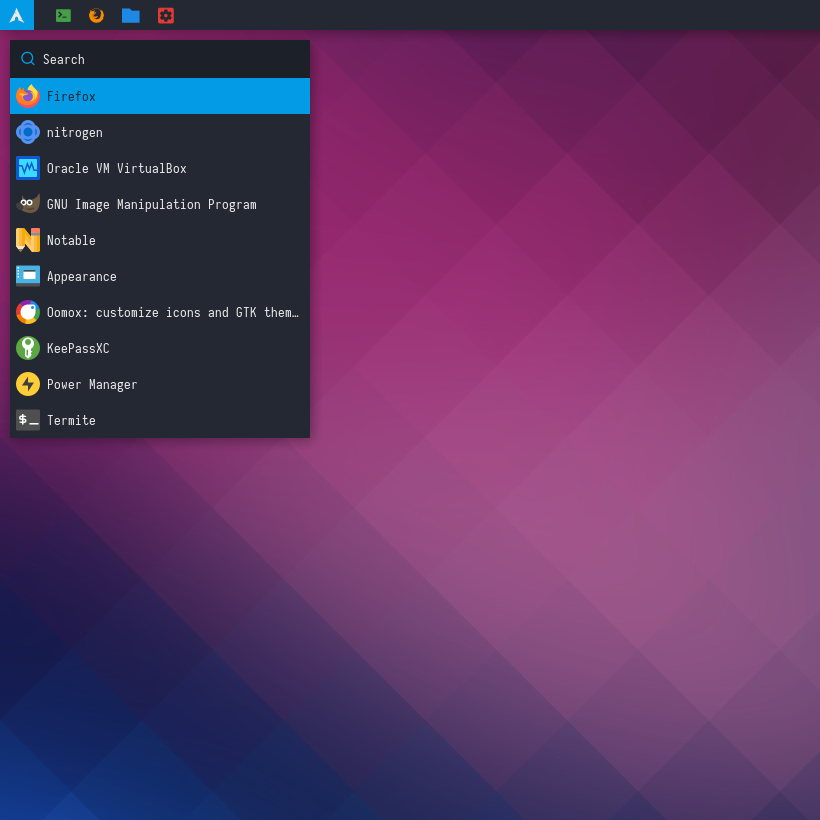 Search
Firefox
nitrogen
Oracle VM VirtualBox
GNU Image Manipulation Program
Notable
Appearance
Oomox: customize icons and GTK them…
KeePassXC
Power Manager
$_ Termite